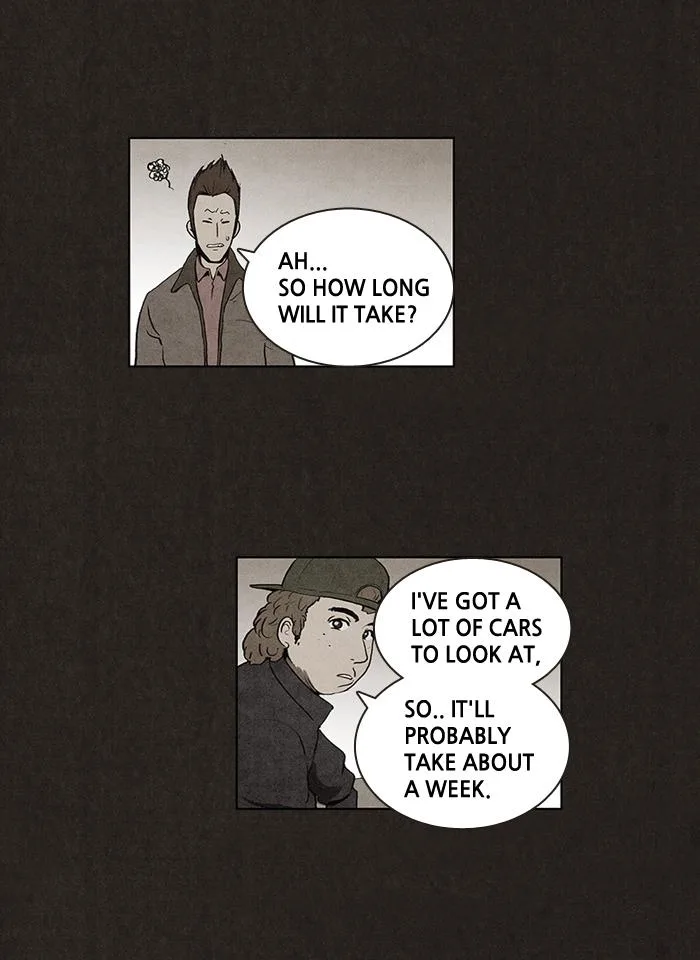 AH...
SO HOW LONG
WILL IT TAKE?
I'VE GOT A
LOT OF CARS
TO LOOK AT,
SO.. IT'LL
PROBABLY
TAKE ABOUT
A WEEK.